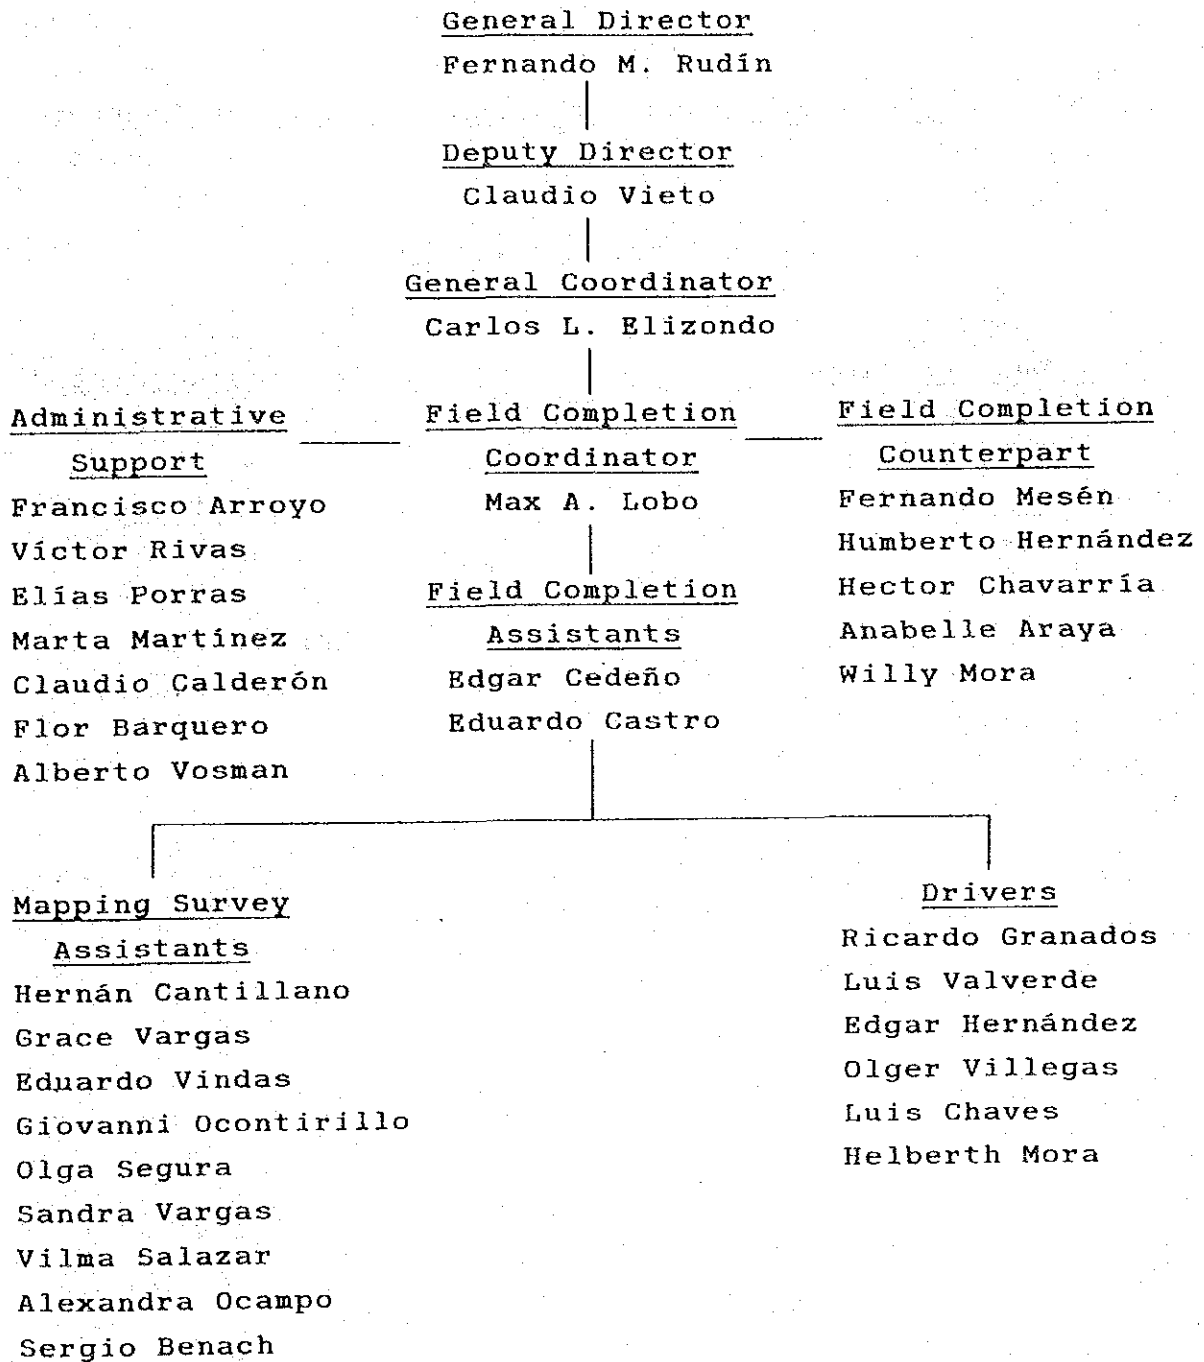 General Director
Fernando M. Rudín
Deputy Director
Claudio Vieto
General Coordinator
Carlos L. Elizondo
Administrative
Support
Francisco Arroyo
Víctor Rivas
Elías Porras
Marta Martínez
Claudio Calderón
Flor Barquero
Alberto Vosman
Field Completion
Coordinator
Max A. Lobo
Field Completion
Assistants
Edgar Cedeño
Eduardo Castro
Field Completion
Counterpart
Fernando Mesén
Humberto Hernández
Hector Chavarría
Anabelle Araya
Willy Mora
Mapping Survey
Assistants
Hernán Cantillano
Grace Vargas
Eduardo Vindas
Giovanni Ocontirillo
Olga Segura
Sandra Vargas
Vilma Salazar
Alexandra Ocampo
Sergio Benach
Drivers
Ricardo Granados
Luis Valverde
Edgar Hernández
Olger Villegas
Luis Chaves
Helberth Mora